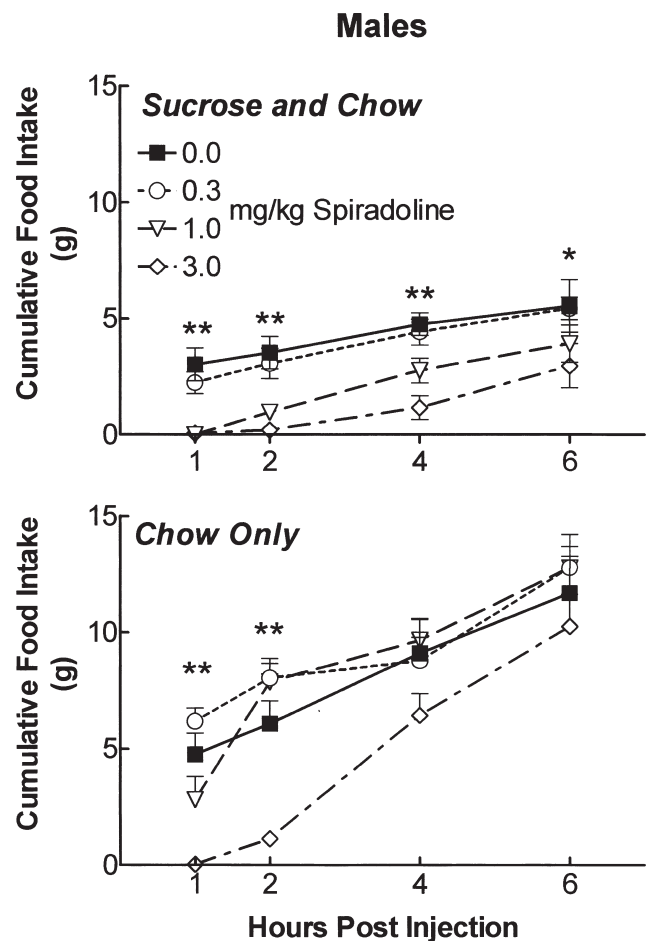 Males
Cumulative Food Intake
(g)
15
10
5
0
Sucrose and Chow
0.0
0.3
1.0
3.0
mg/kg Spiradoline
**
**
**
*
1
2
4
6
Cumulative Food Intake
(g)
15
10
5
0
Chow Only
**
**
1
2
4
6
Hours Post Injection